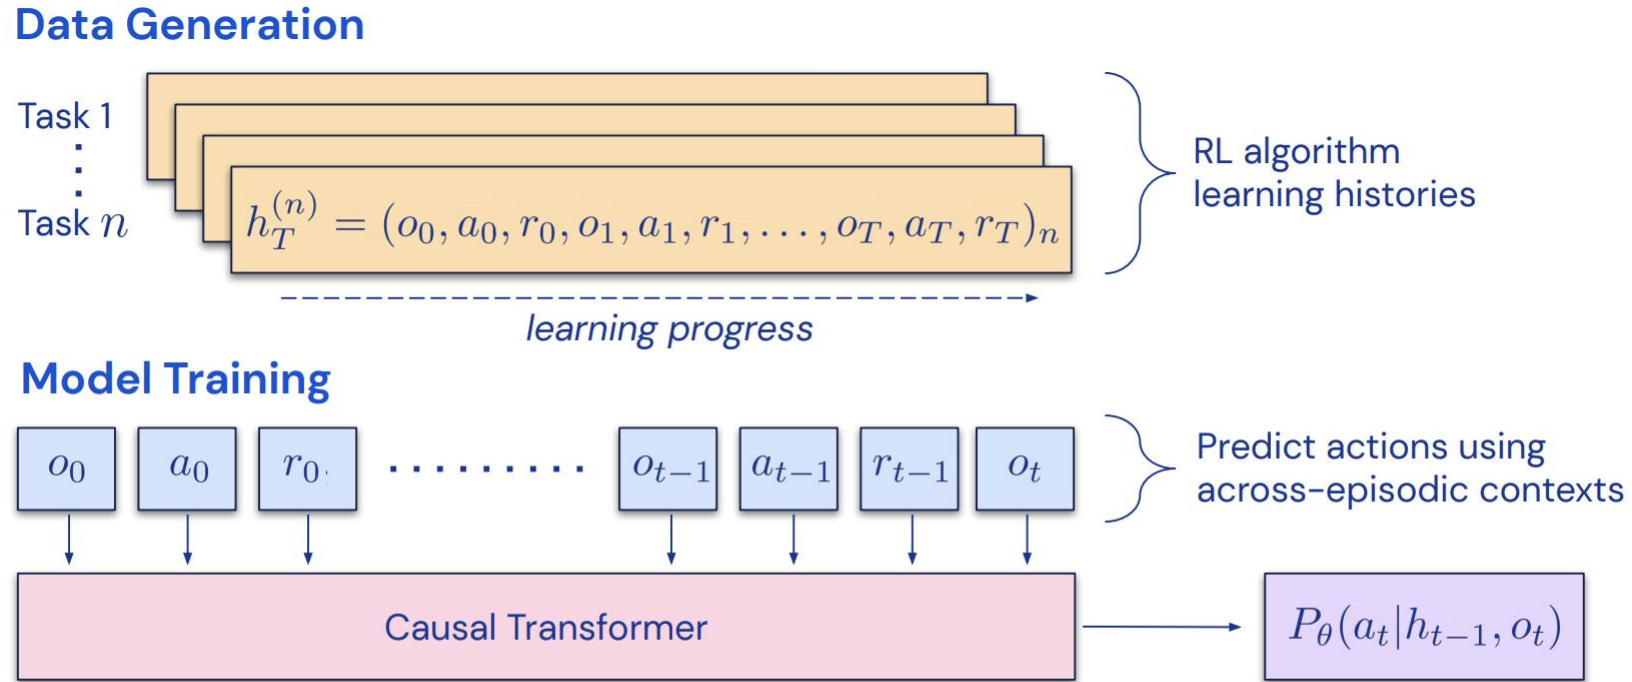 Data Generation
Task 1
Task n
h_T^{(n)} = (o_0, a_0, r_0, o_1, a_1, r_1, . . . , o_T, a_T, r_T)_n
RL algorithm
learning histories
learning progress
Model Training
o_0 a_0 r_0 o_{t-1} a_{t-1} r_{t-1} o_t
Predict actions using
across-episodic contexts
Causal Transformer
P_θ(a_t|h_{t-1}, o_t)